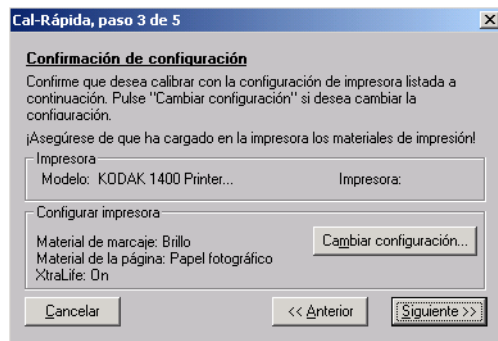 Cal-Rápida, paso 3 de 5
Confirmación de configuración
Confirme que desea calibrar con la configuración de impresora listada a
continuación. Pulse "Cambiar configuración" si desea cambiar la
configuración.
¡Asegúrese de que ha cargado en la impresora los materiales de impresión!
Impresora
Modelo: KODAK 1400 Printer... Impresora:
Configurar impresora
Material de marcaje: Brillo
Cambiar configuración...
Material de la página: Papel fotográfico
XtraLife: On
Cancelar << Anterior Siguiente >>